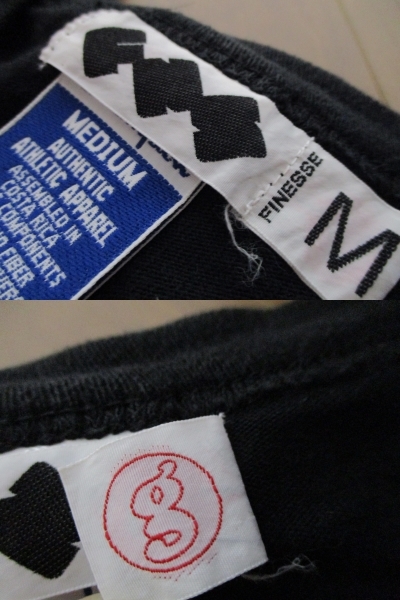 MEDIUM
AUTHENTIC
ATHLETIC APPAREL
ASSEMBLED IN
COSTA RICA
COMPONENTS
FINESSE
M
g